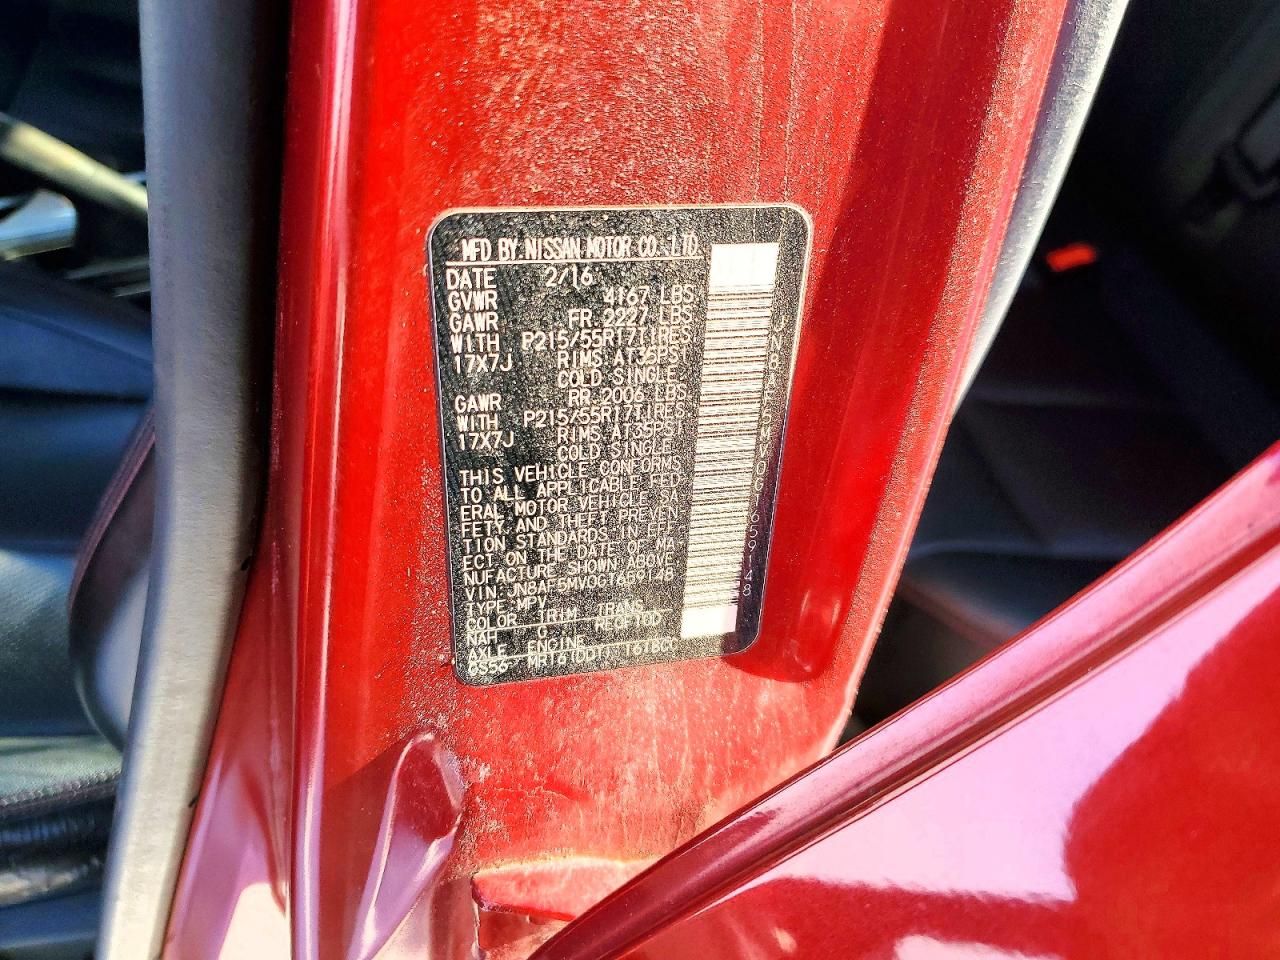 MFD BY NISSAN MOTOR CO., LTD.
DATE 2/16
GVWR 4167 LBS
GAWR FR 2227 LBS
WITH P215/55R17TIRES
17X7J RIMS AT35PSI
COLD SINGLE
GAWR RR 2006 LBS
WITH P215/55R17TIRES
17X7J RIMS AT35PSI
COLD SINGLE
THIS VEHICLE CONFORMS
TO ALL APPLICABLE FED
ERAL MOTOR VEHICLE SA
FETY AND THEFT PREVEN-
TION STANDARDS IN EFF-
ECT ON THE DATE OF MA
NUFACTURE SHOWN ABOVE
VIN: JN8AF5MV0GT659148
TYPE:MPV
COLOR TRIM TRANS
NAH G RE0F10D
AXLE ENGINE
GS56 MR16DDT 1618CC
JN8AF5MV0GT659148